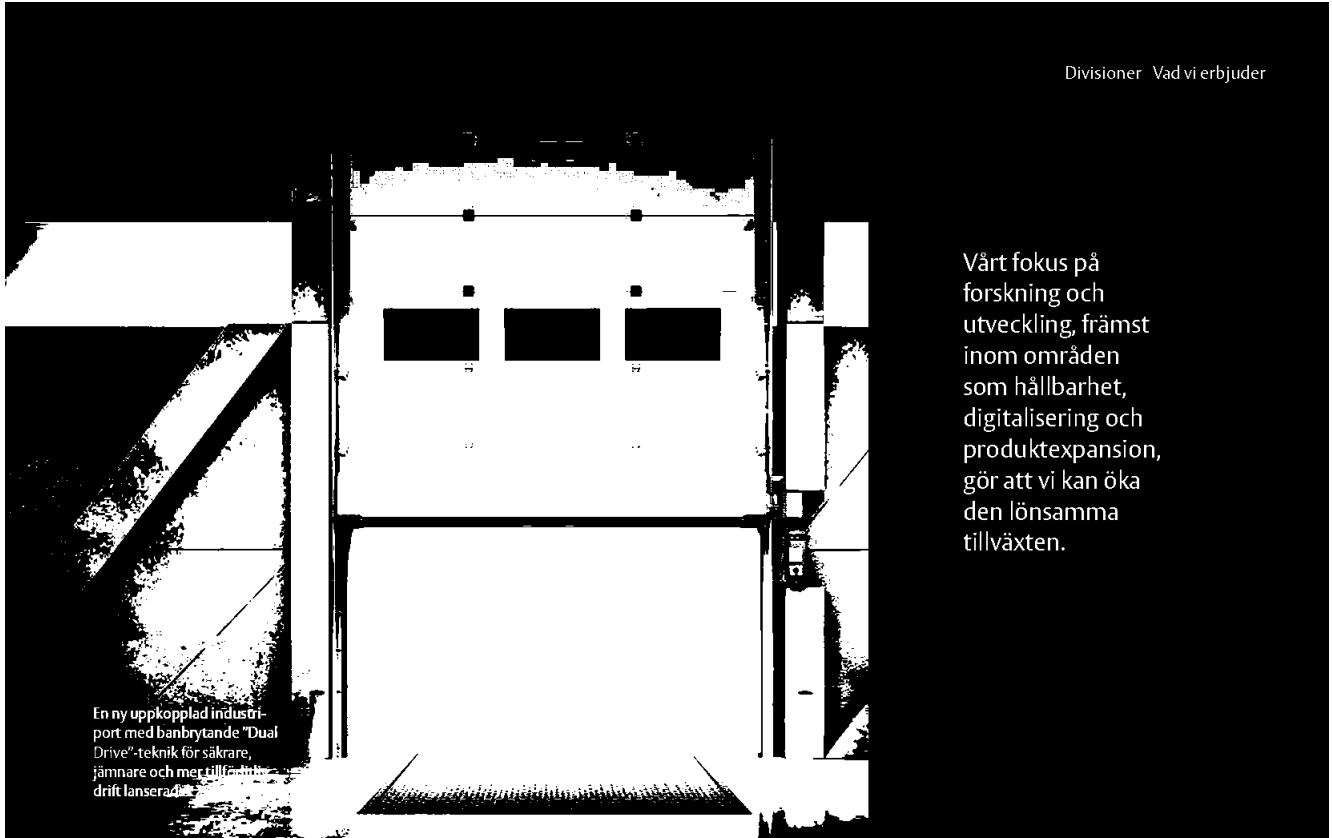 Divisioner Vad vi erbjuder
Vårt fokus på
forskning och
utveckling, främst
inom områden
som hållbarhet,
digitalisering och
produktexpansion,
gör att vi kan öka
den lönsamma
tillväxten.
En ny uppkopplad industri-
port med banbrytande ”Dual
Drive”-teknik för säkrare,
jämnare och mer
drift lanserades